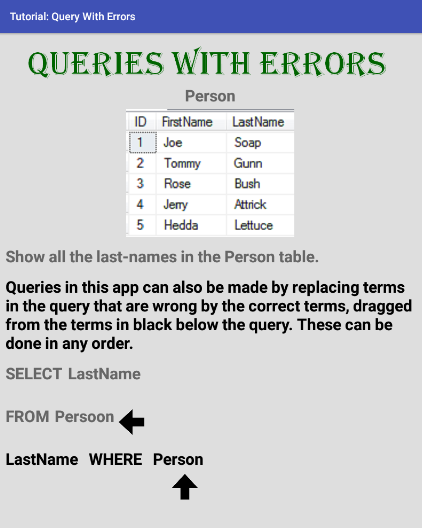 Tutorial: Query With Errors
QUERIES WITH ERRORS
Person
ID FirstName LastName
1 Joe Soap
2 Tommy Gunn
3 Rose Bush
4 Jerry Attrick
5 Hedda Lettuce
Show all the last-names in the Person table.
Queries in this app can also be made by replacing terms
in the query that are wrong by the correct terms, dragged
from the terms in black below the query. These can be
done in any order.
SELECT LastName
FROM Persoon
LastName WHERE Person